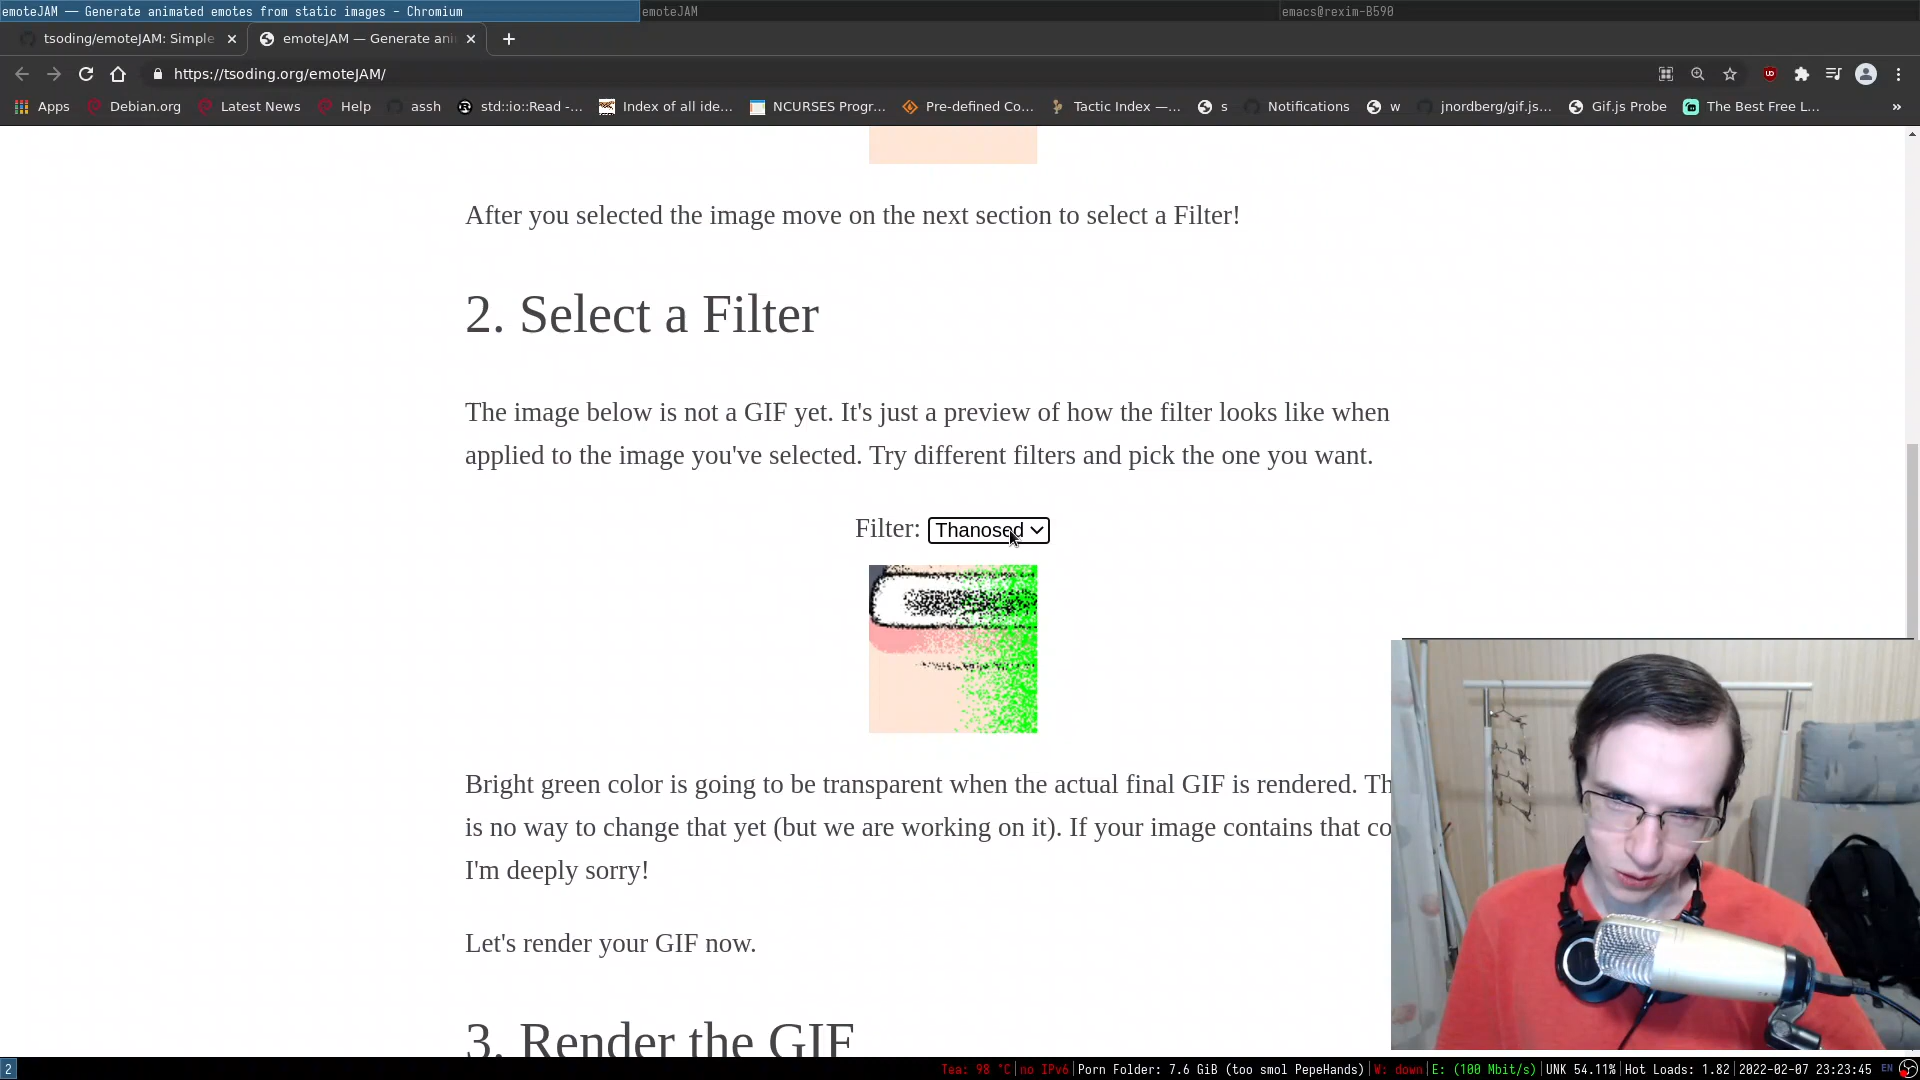 emoteJAM — Generate animated emotes from static images - Chromium
emoteJAM
emacs@rexim-B590
tsoding/emoteJAM: Simple
emoteJAM — Generate ani
https://tsoding.org/emoteJAM/
Apps
Debian.org
Latest News
Help
assh
std::io::Read -...
Index of all ide...
NCURSES Progr...
Pre-defined Co...
Tactic Index —...
s
Notifications
w
jnordberg/gif.js...
Gif.js Probe
The Best Free L...
»
After you selected the image move on the next section to select a Filter!
2. Select a Filter
The image below is not a GIF yet. It's just a preview of how the filter looks like when
applied to the image you've selected. Try different filters and pick the one you want.
Filter: Thanosed
Bright green color is going to be transparent when the actual final GIF is rendered. Th
is no way to change that yet (but we are working on it). If your image contains that co
I'm deeply sorry!
Let's render your GIF now.
3. Render the GIF
2
Tea: 98 °C|no IPv6|Porn Folder: 7.6 GiB (too smol PepeHands)|W: down|E: (100 Mbit/s)|UNK 54.11%|Hot Loads: 1.82|2022-02-07 23:23:45
EN